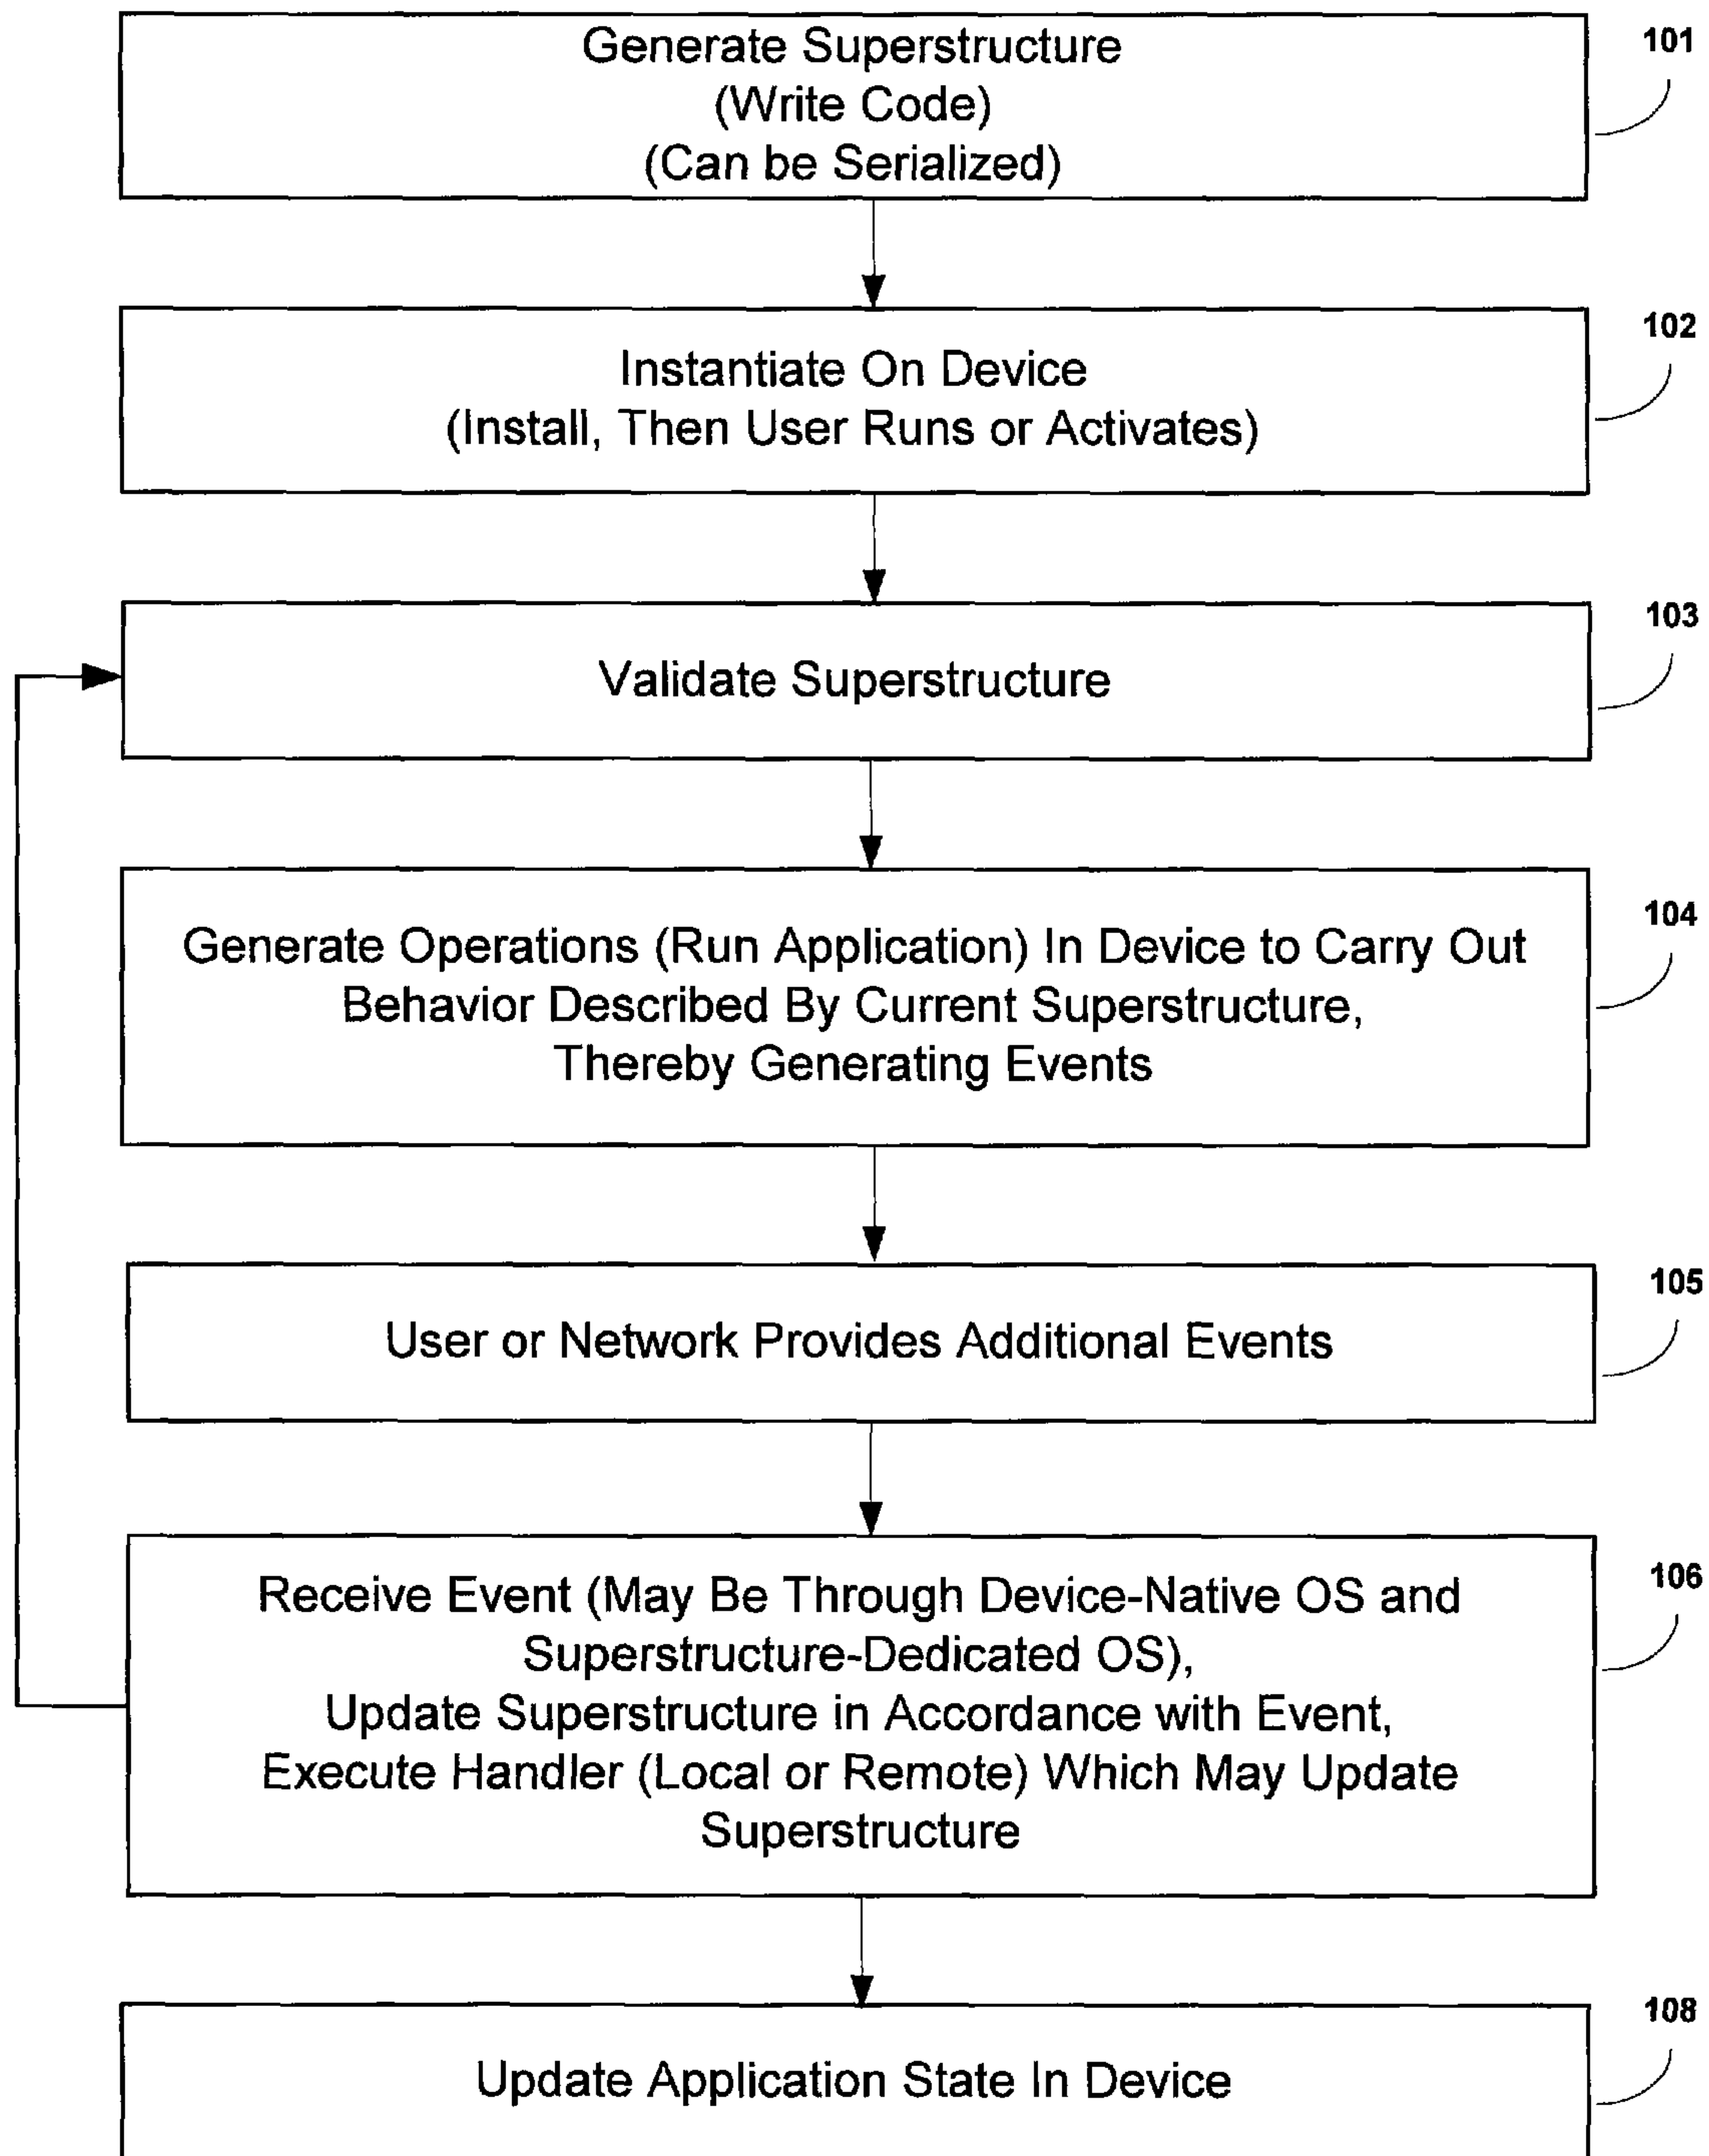 Generate Superstructure
(Write Code)
(Can be Serialized)
101
Instantiate On Device
(Install, Then User Runs or Activates)
102
Validate Superstructure
103
Generate Operations (Run Application) In Device to Carry Out
Behavior Described By Current Superstructure,
Thereby Generating Events
104
User or Network Provides Additional Events
105
Receive Event (May Be Through Device-Native OS and
Superstructure-Dedicated OS),
Update Superstructure in Accordance with Event,
Execute Handler (Local or Remote) Which May Update
Superstructure
106
Update Application State In Device
108